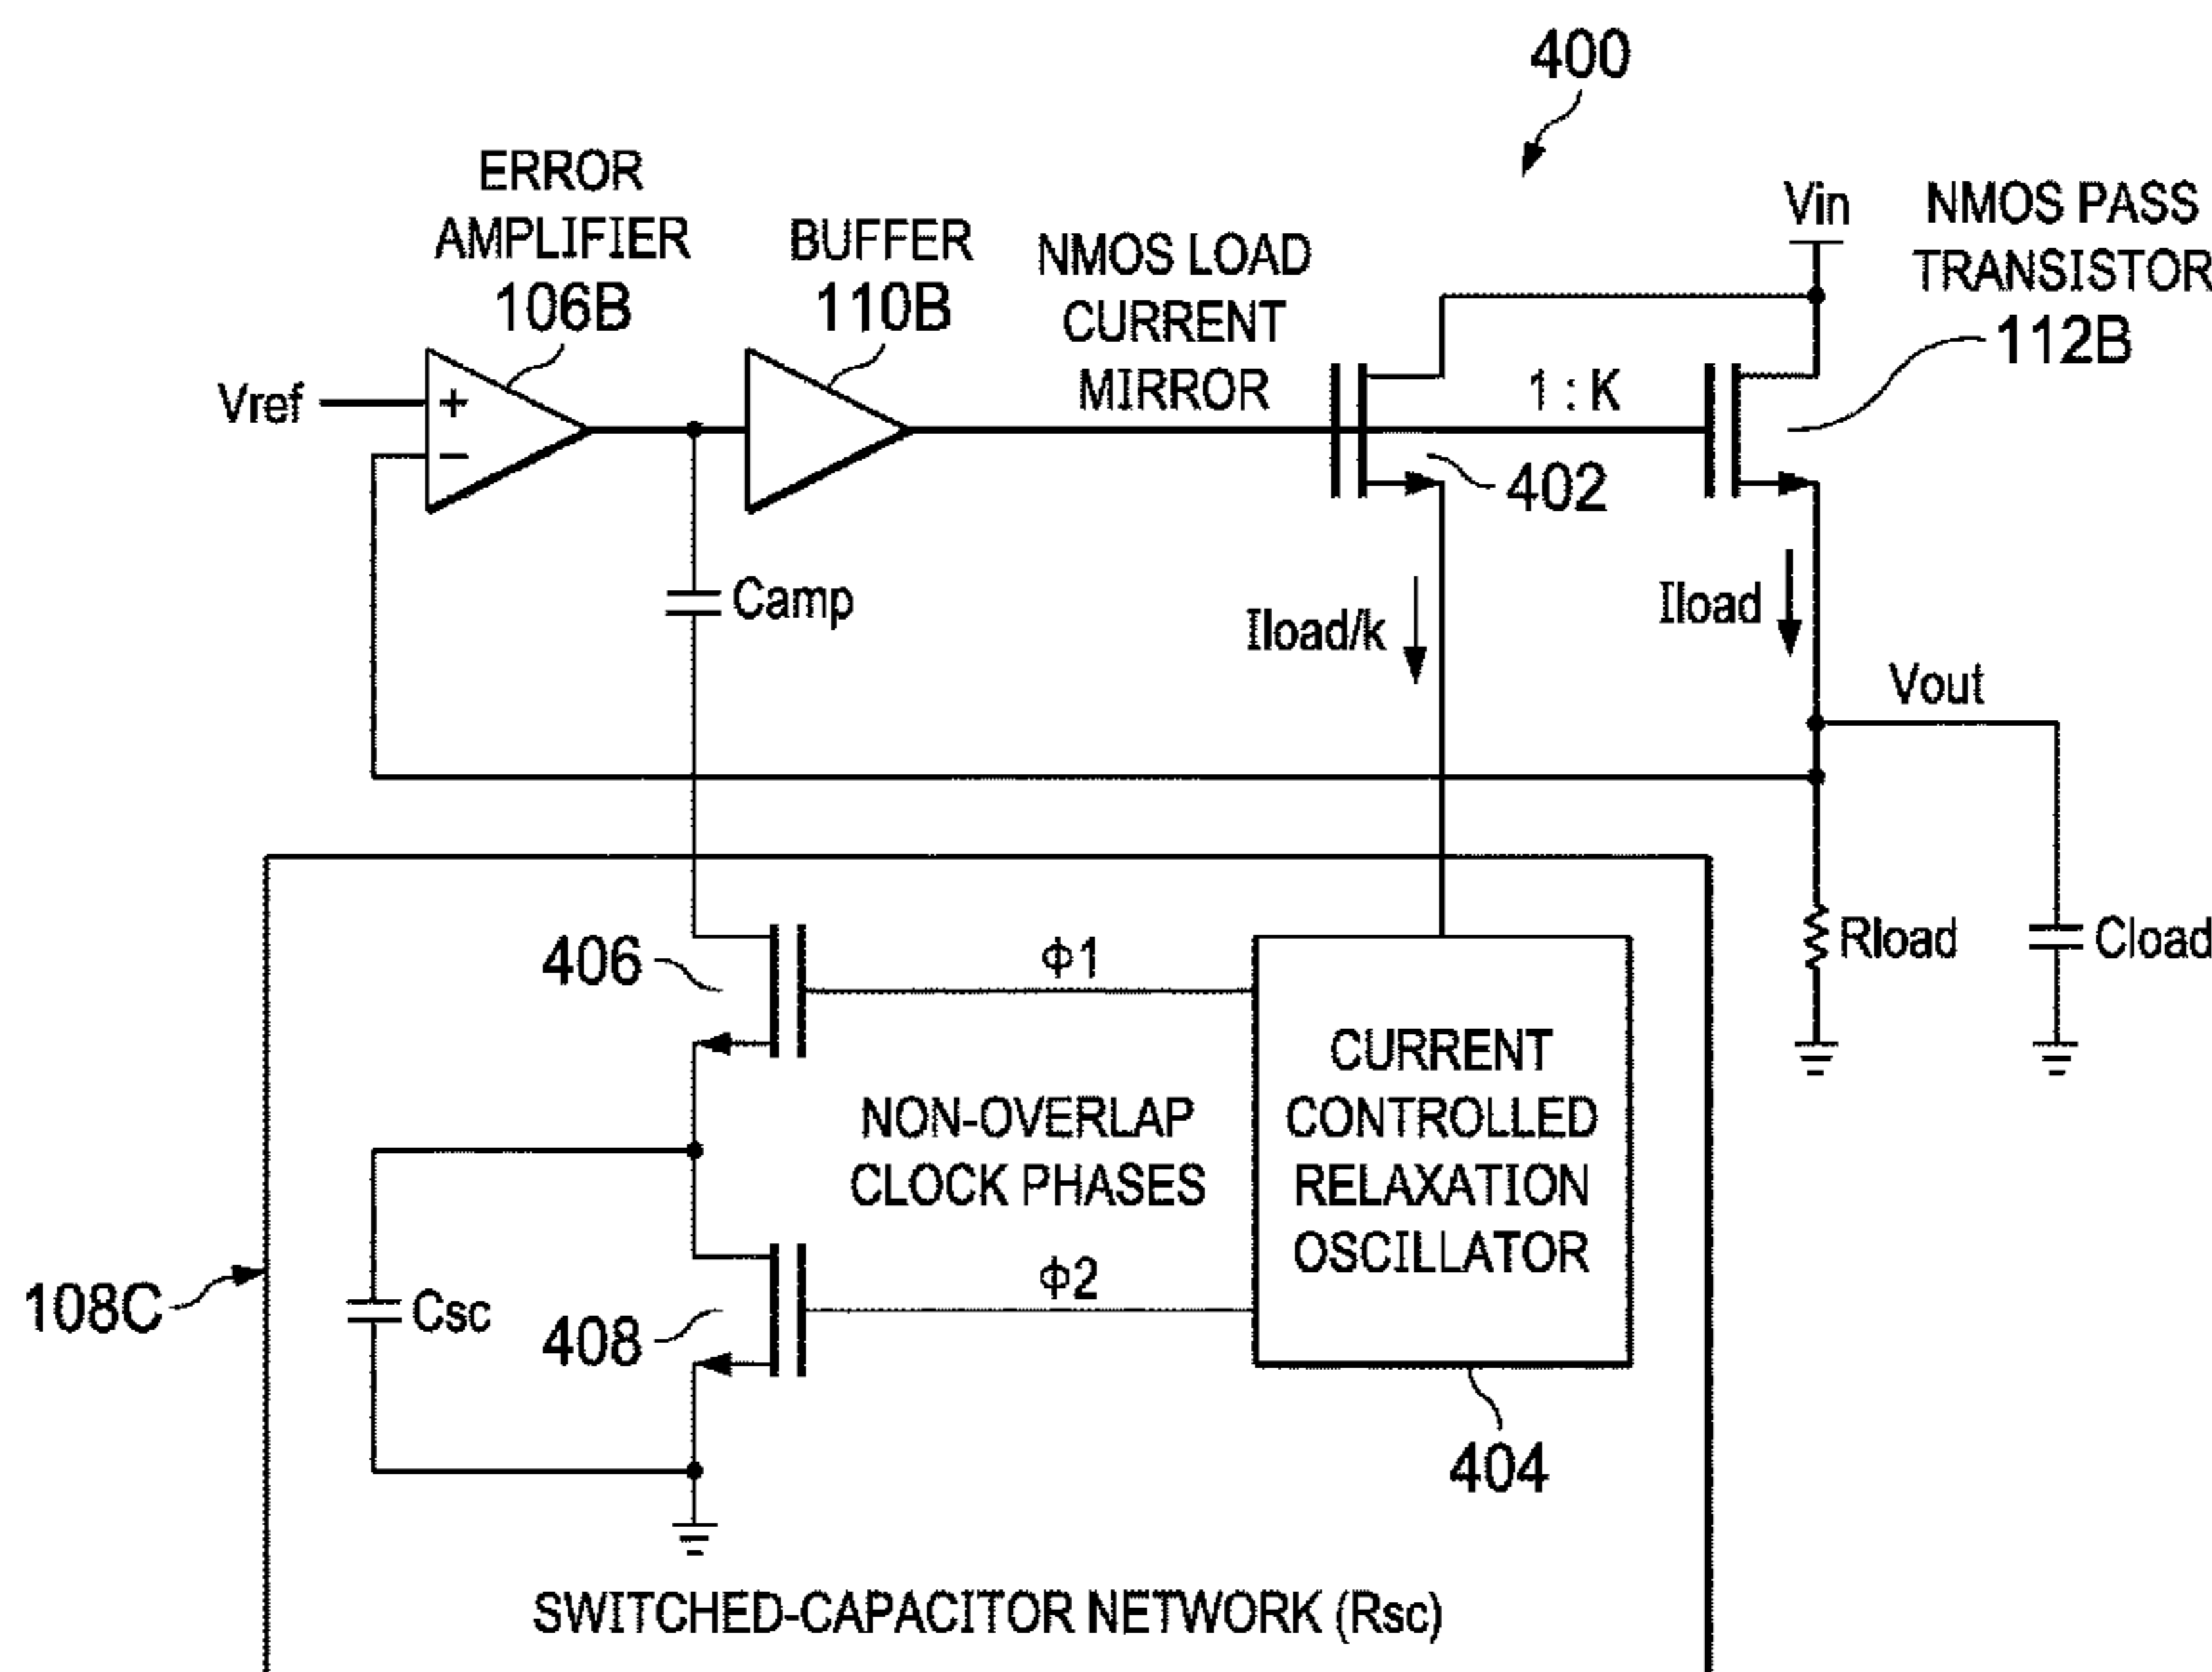 400
ERROR
AMPLIFIER
106B
BUFFER
110B
NMOS LOAD
CURRENT
MIRROR
Vin
NMOS PASS
TRANSISTOR
112B
Vref
+
−
1 : K
402
Camp
Iload/k
Iload
Vout
Rload
Cload
406
Φ1
NON-OVERLAP
CLOCK PHASES
CURRENT
CONTROLLED
RELAXATION
OSCILLATOR
108C
Csc
408
Φ2
404
SWITCHED-CAPACITOR NETWORK (Rsc)